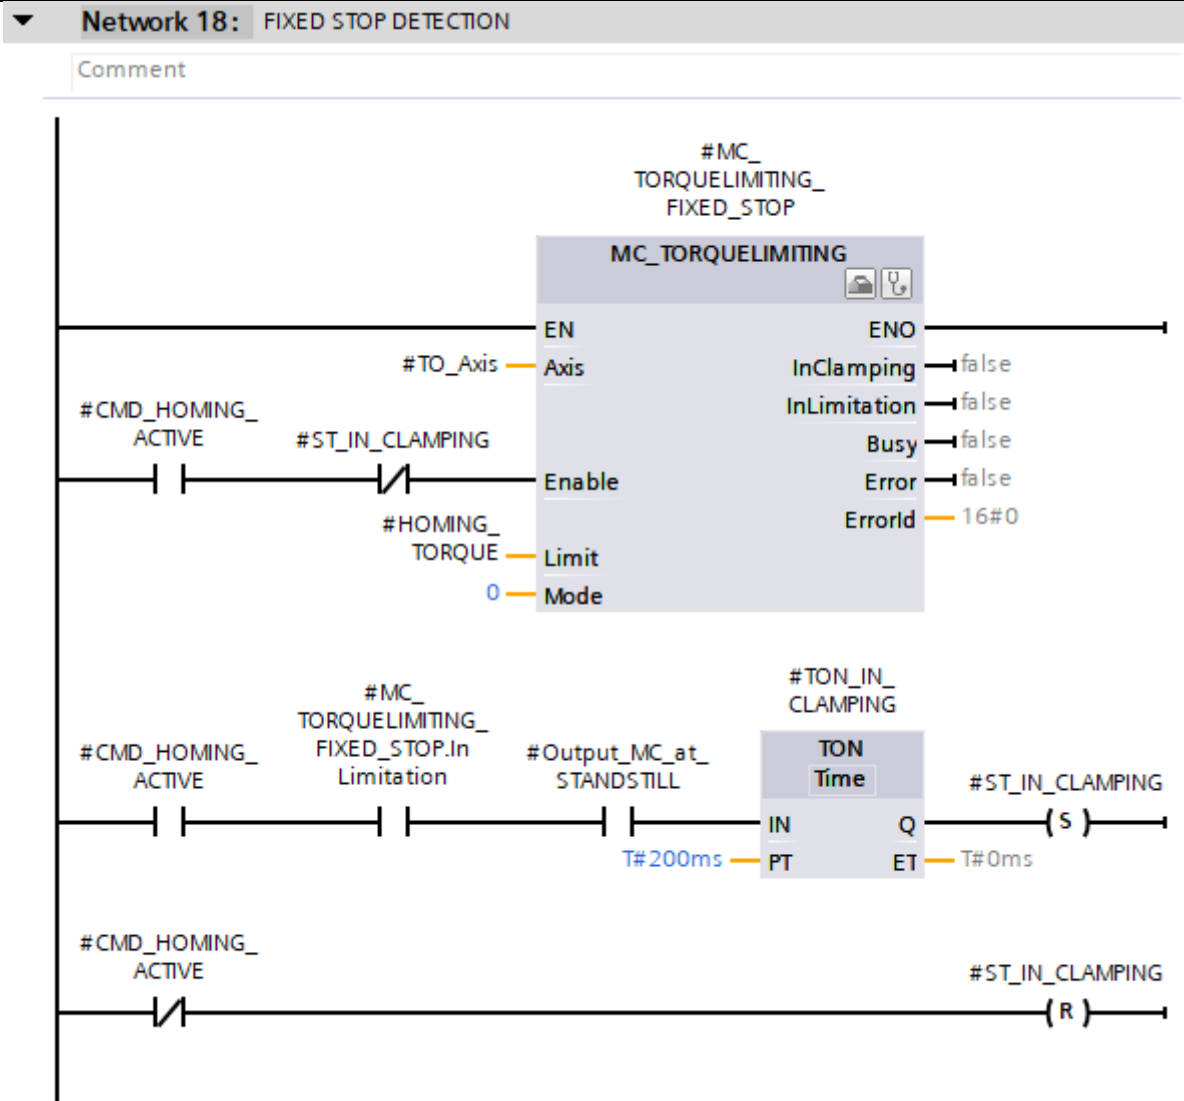 Network 18: FIXED STOP DETECTION
Comment
#MC_
TORQUELIMITING_
FIXED_STOP
MC_TORQUELIMITING
EN ENO
#TO_Axis Axis InClamping false
InLimitation false
Busy false
#CMD_HOMING_
ACTIVE
#ST_IN_CLAMPING
Enable Error false
ErrorId 16#0
#HOMING_
TORQUE Limit
0 Mode
#CMD_HOMING_
ACTIVE
#MC_
TORQUELIMITING_
FIXED_STOP.In
Limitation
#Output_MC_at_
STANDSTILL
#TON_IN_
CLAMPING
TON
Time
#ST_IN_CLAMPING
IN Q S
T#200ms PT ET T#0ms
#CMD_HOMING_
ACTIVE
#ST_IN_CLAMPING
R